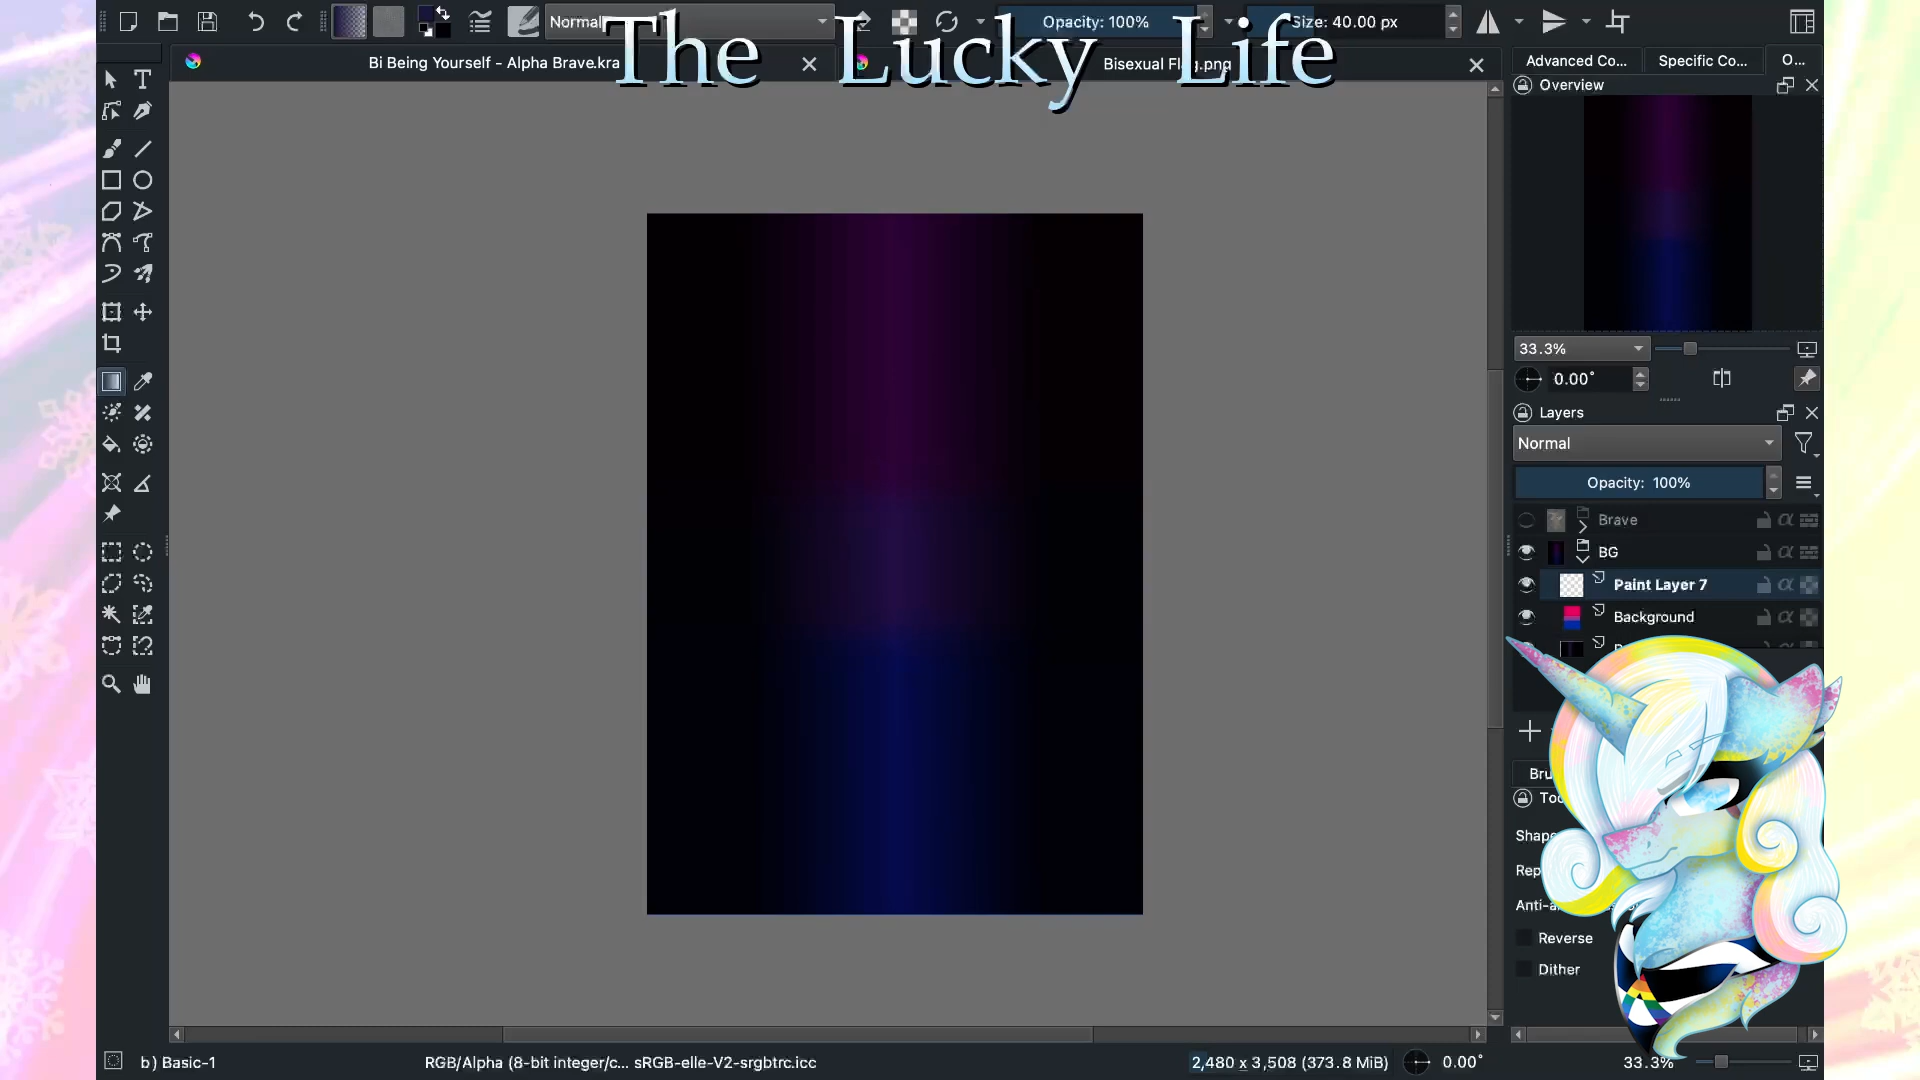 The Lucky Life
Normal
Opacity: 100%
Size: 40.00 px
Bi Being Yourself - Alpha Brave.kra
Advanced Co...
Specific Co...
O...
Overview
33.3%
0.00°
Layers
Normal
Opacity: 100%
Brave
BG
Paint Layer 7
Background
Reverse
Dither
b) Basic-1
RGB/Alpha (8-bit integer/c... sRGB-elle-V2-srgbtrc.icc
2,480 x 3,508 (373.8 MiB)
0.00°
33.3%